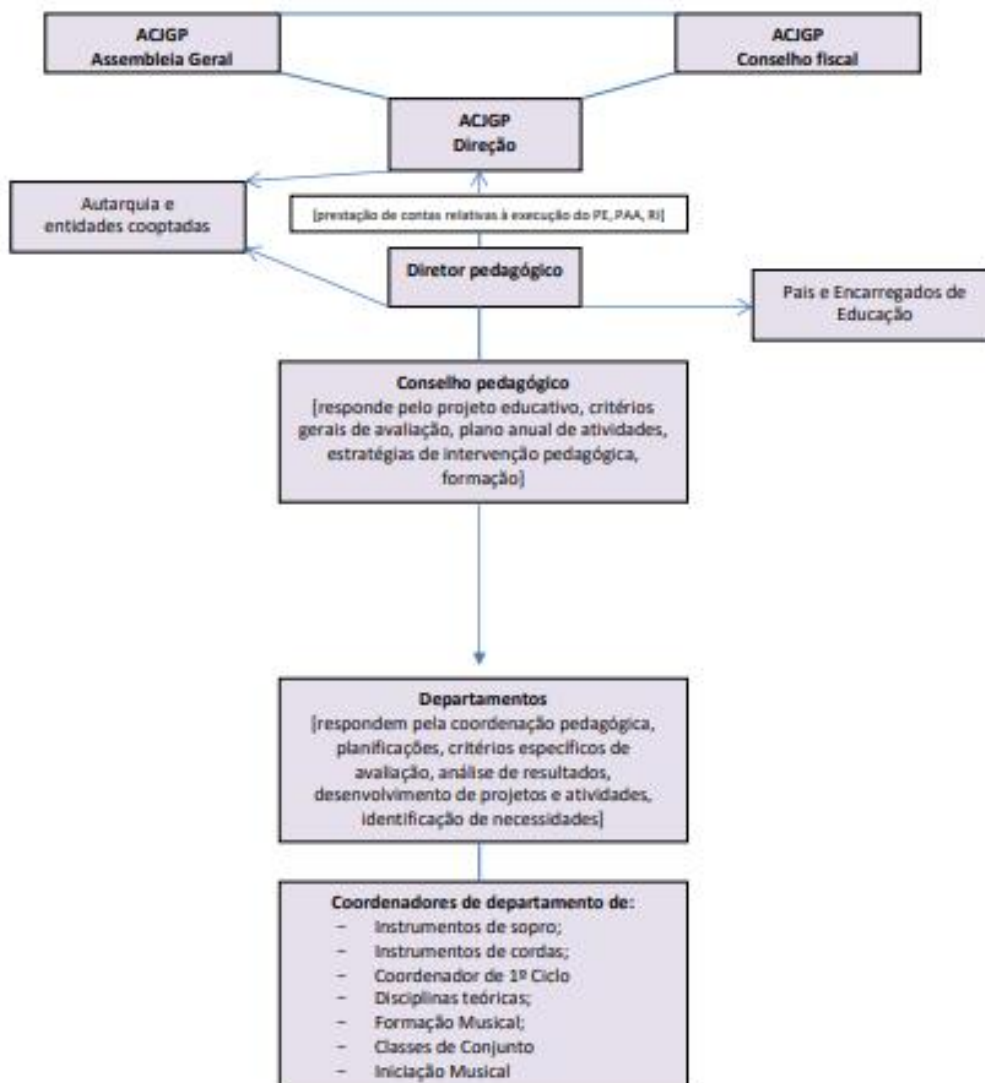 ACJGP
Assembleia Geral
ACJGP
Conselho fiscal
ACJGP
Direção
Autarquia e
entidades cooptadas
[prestação de contas relativas à execução do PE, PAA, RI]
Diretor pedagógico
Pais e Encarregados de
Educação
Conselho pedagógico
[responde pelo projeto educativo, critérios
gerais de avaliação, plano anual de atividades,
estratégias de intervenção pedagógica,
formação]
Departamentos
[respondem pela coordenação pedagógica,
planificações, critérios específicos de
avaliação, análise de resultados,
desenvolvimento de projetos e atividades,
identificação de necessidades]
Coordenadores de departamento de:
- Instrumentos de sopro;
- Instrumentos de cordas;
- Coordenador de 1º Ciclo
- Disciplinas teóricas;
- Formação Musical;
- Classes de Conjunto
- Iniciação Musical